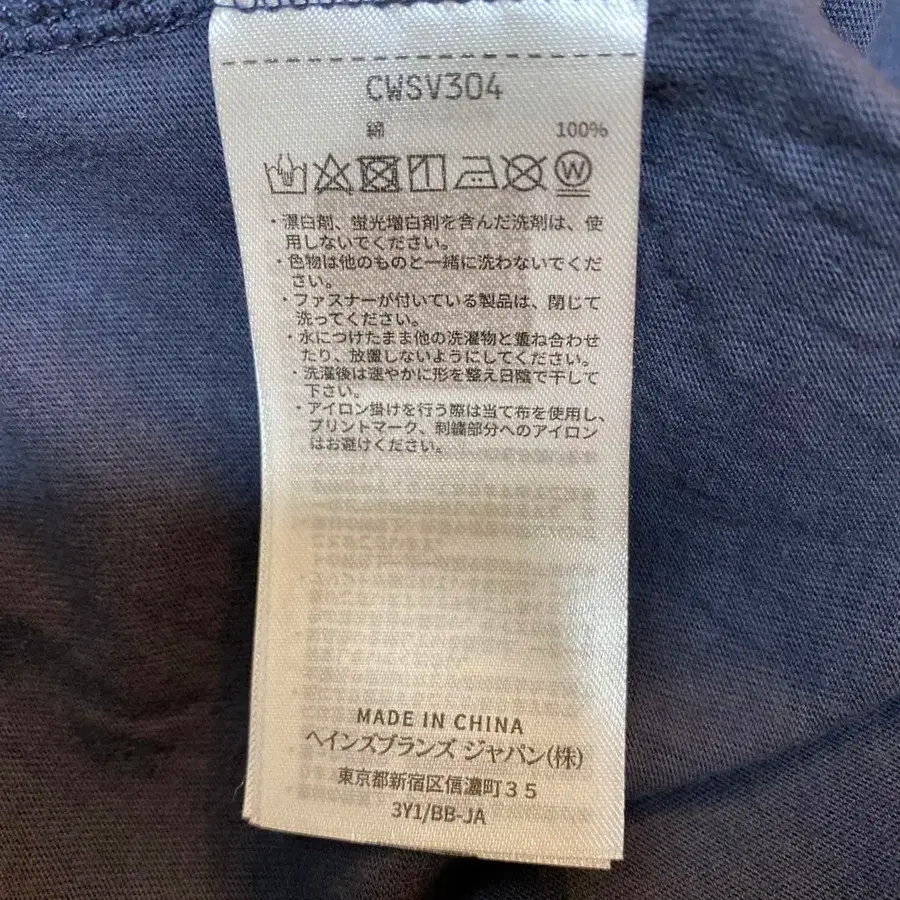 CWSV304
綿 100%
W
・漂白剤、蛍光増白剤を含んだ洗剤は、使
用しないでください。
・色物は他のものと一緒に洗わないでくだ
さい。
・ファスナーが付いている製品は、閉じて
洗ってください。
・水につけたまま他の洗濯物と重ね合わせ
たり、放置しないようにしてください。
・洗濯後は速やかに形を整え日陰で干して
下さい。
・アイロン掛けを行う際は当て布を使用し、
プリントマーク、刺繍部分へのアイロン
はお避けください。
MADE IN CHINA
ヘインズブランズ ジャパン(株)
東京都新宿区信濃町35
3Y1/BB-JA